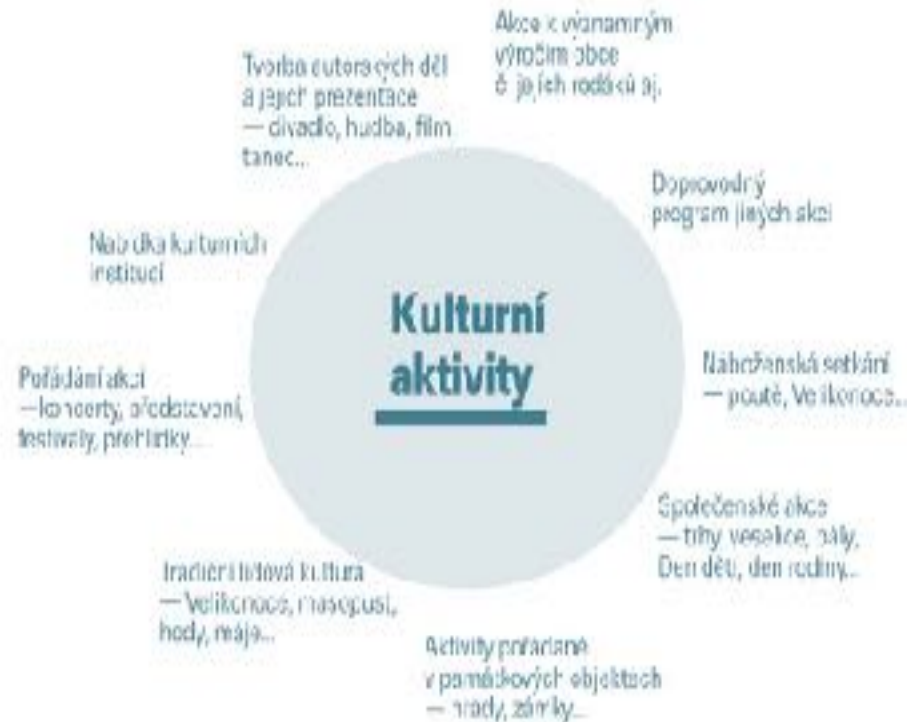 Akce k významným
výročím obce
či jejich rodáků aj.
Tvorba autorských děl
a jejich prezentace
— divadlo, hudba, film
tanec...
Doprovodný
program jiných akcí
Nabídka kulturních
institucí
Kulturní
aktivity
Náboženská setkání
— poutě, Velikonoce...
Pořádání akcí
— koncerty, představení,
festivaly, přehlídky...
Společenské akce
— trhy, veselice, bály,
Den dětí, den rodiny...
Tradiční lidová kultura
— Velikonoce, masopust,
hody, máje...
Aktivity pořádané
v památkových objektech
— hrady, zámky...